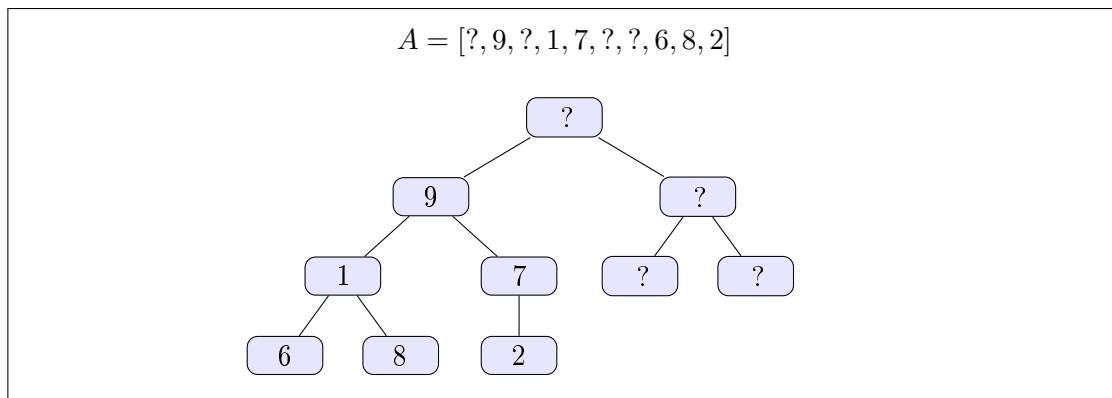 A = [?, 9, ?, 1, 7, ?, ?, 6, 8, 2]
?
9 ?
1 7 ? ?
6 8 2